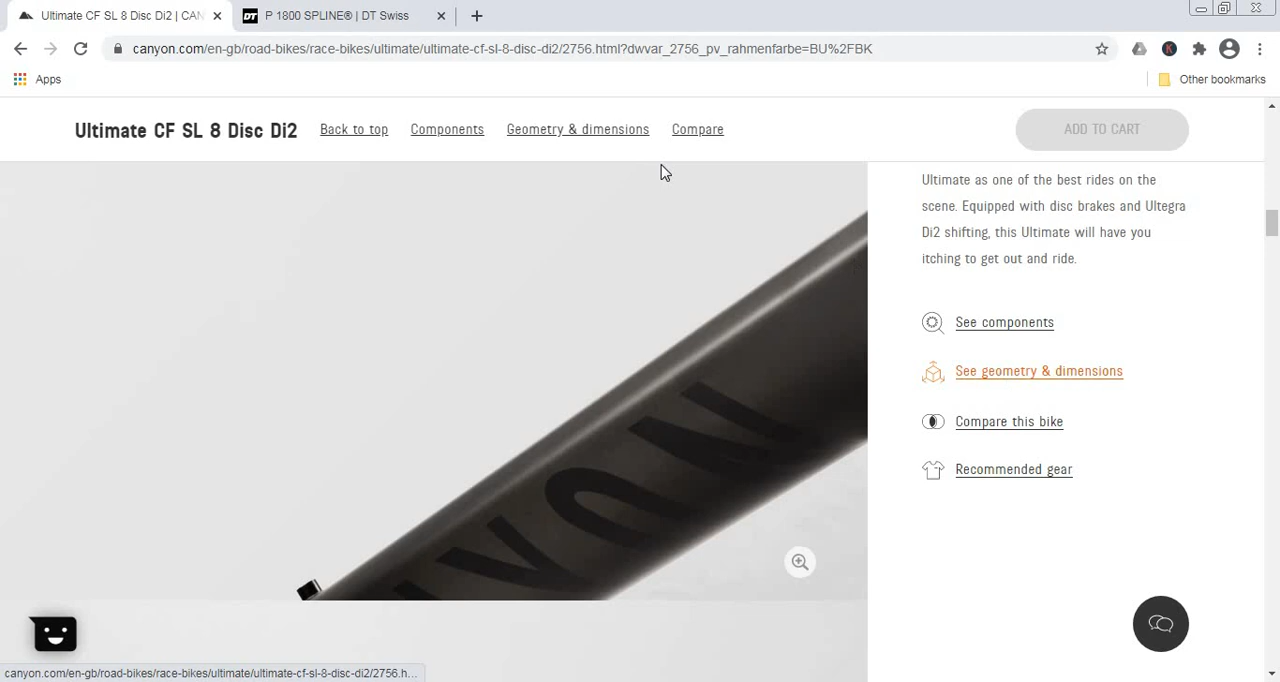 Ultimate CF SL 8 Disc Di2 | CAN
P 1800 SPLINE® | DT Swiss
canyon.com/en-gb/road-bikes/race-bikes/ultimate/ultimate-cf-sl-8-disc-di2/2756.html?dwvar_2756_pv_rahmenfarbe=BU%2FBK
Apps
Other bookmarks
Ultimate CF SL 8 Disc Di2
Back to top
Components
Geometry & dimensions
Compare
ADD TO CART
Ultimate as one of the best rides on the
scene. Equipped with disc brakes and Ultegra
Di2 shifting, this Ultimate will have you
itching to get out and ride.
See components
See geometry & dimensions
Compare this bike
Recommended gear
YON
canyon.com/en-gb/road-bikes/race-bikes/ultimate/ultimate-cf-sl-8-disc-di2/2756.h...